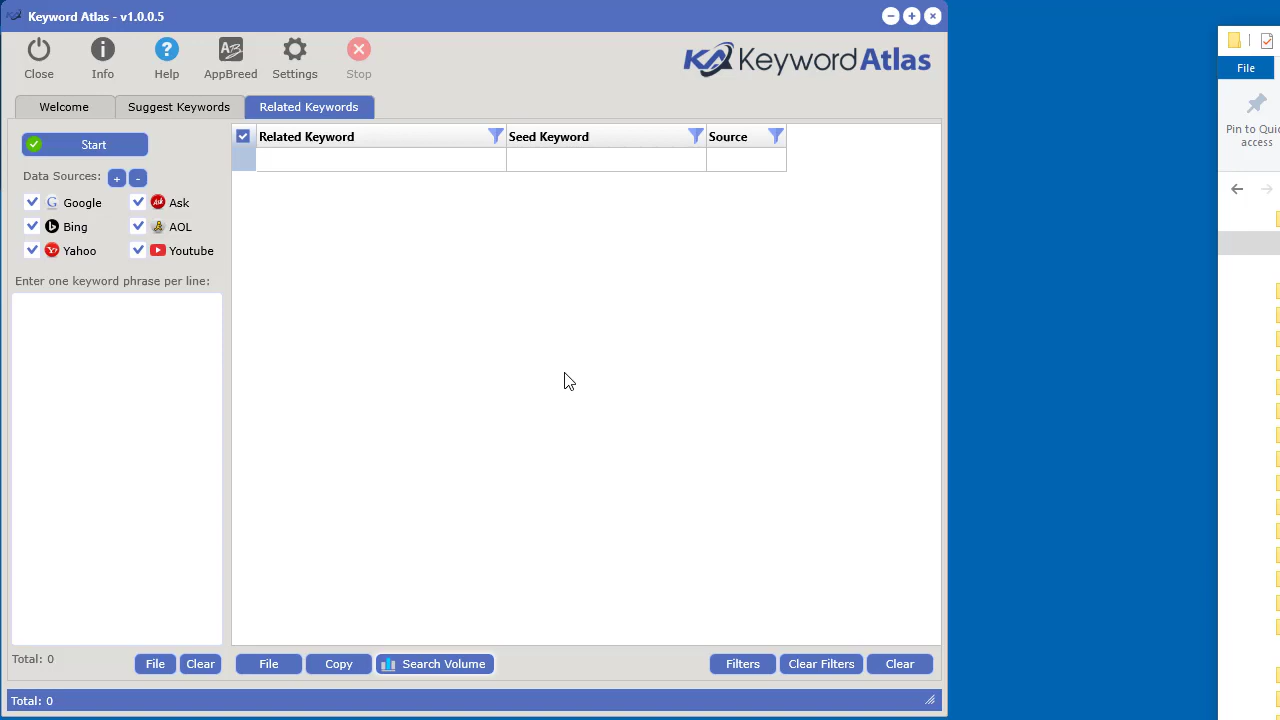 Keyword Atlas - v1.0.0.5
Close Info Help AppBreed Settings Stop
KA KeywordAtlas
Welcome Suggest Keywords Related Keywords
Start
Data Sources: + -
Google Ask
Bing AOL
Yahoo Youtube
Enter one keyword phrase per line:
Total: 0 File Clear
Related Keyword Seed Keyword Source
File Copy Search Volume Filters Clear Filters Clear
Total: 0
File
Pin to Quic
access